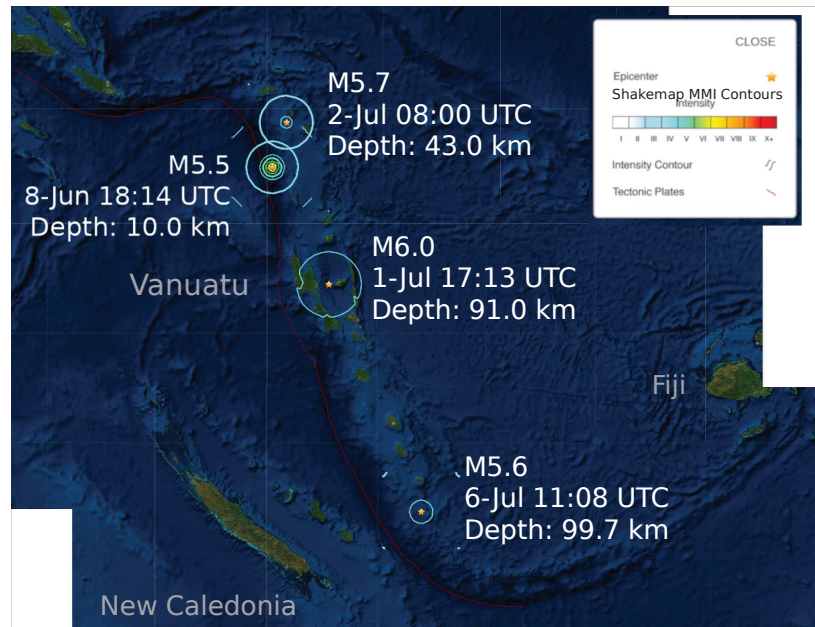 CLOSE
Epicenter
Shakemap MMI Contours
Intensity
I II III IV V VI VII VIII IX X+
Intensity Contour
Tectonic Plates
M5.7
2-Jul 08:00 UTC
Depth: 43.0 km
M5.5
8-Jun 18:14 UTC
Depth: 10.0 km
M6.0
1-Jul 17:13 UTC
Depth: 91.0 km
Vanuatu
Fiji
M5.6
6-Jul 11:08 UTC
Depth: 99.7 km
New Caledonia